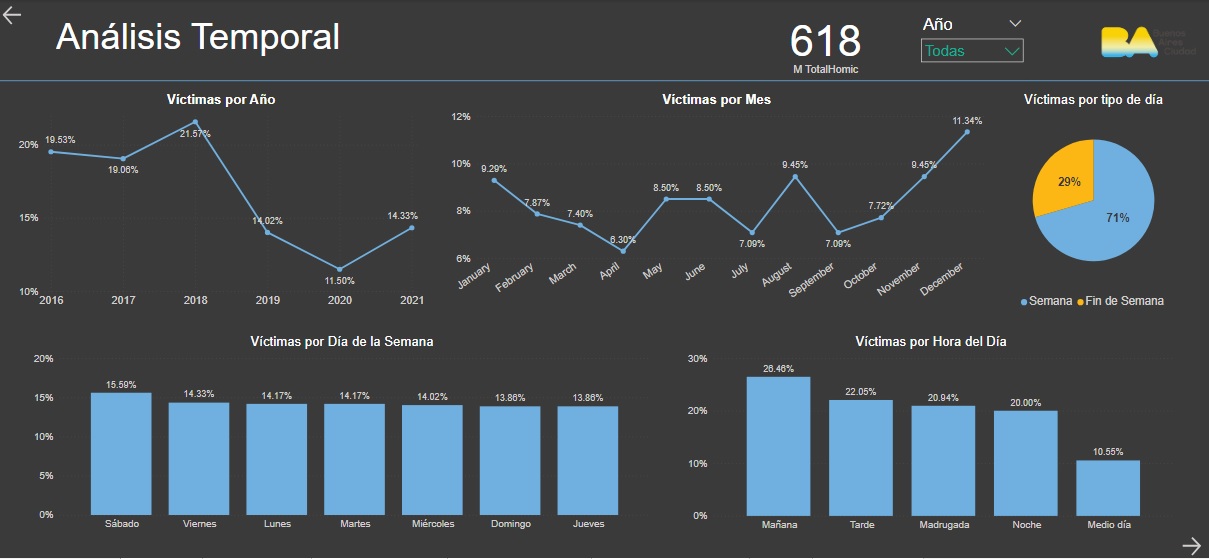 Análisis Temporal
618
M TotalHomic
Año
Todas
BA Buenos
Aires
Ciudad
Víctimas por Año
20%
15%
10%
19.53%
19.06%
21.57%
14.02%
11.50%
14.33%
2016 2017 2018 2019 2020 2021
Víctimas por Mes
12%
10%
8%
6%
9.29%
7.87%
7.40%
6.30%
8.50%
8.50%
7.09%
9.45%
7.09%
7.72%
9.45%
11.34%
January February March April May June July August September October November December
Víctimas por tipo de día
29%
71%
Semana Fin de Semana
Víctimas por Día de la Semana
20%
15%
10%
5%
0%
15.59% 14.33% 14.17% 14.17% 14.02% 13.86% 13.86%
Sábado Viernes Lunes Martes Miércoles Domingo Jueves
Víctimas por Hora del Día
30%
20%
10%
0%
26.46% 22.05% 20.94% 20.00% 10.55%
Mañana Tarde Madrugada Noche Medio día